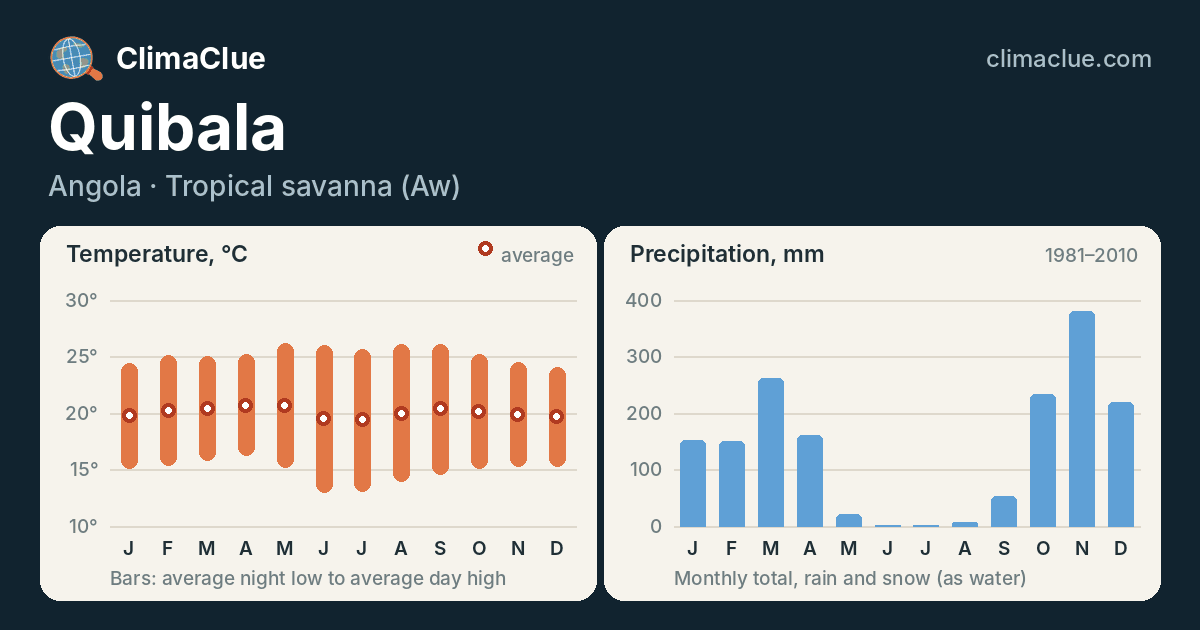 ClimaClue
climaclue.com
Quibala
Angola · Tropical savanna (Aw)
Temperature, °C
average
30°
25°
20°
15°
10°
J F M A M J J A S O N D
Bars: average night low to average day high
Precipitation, mm
1981–2010
400
300
200
100
0
J F M A M J J A S O N D
Monthly total, rain and snow (as water)